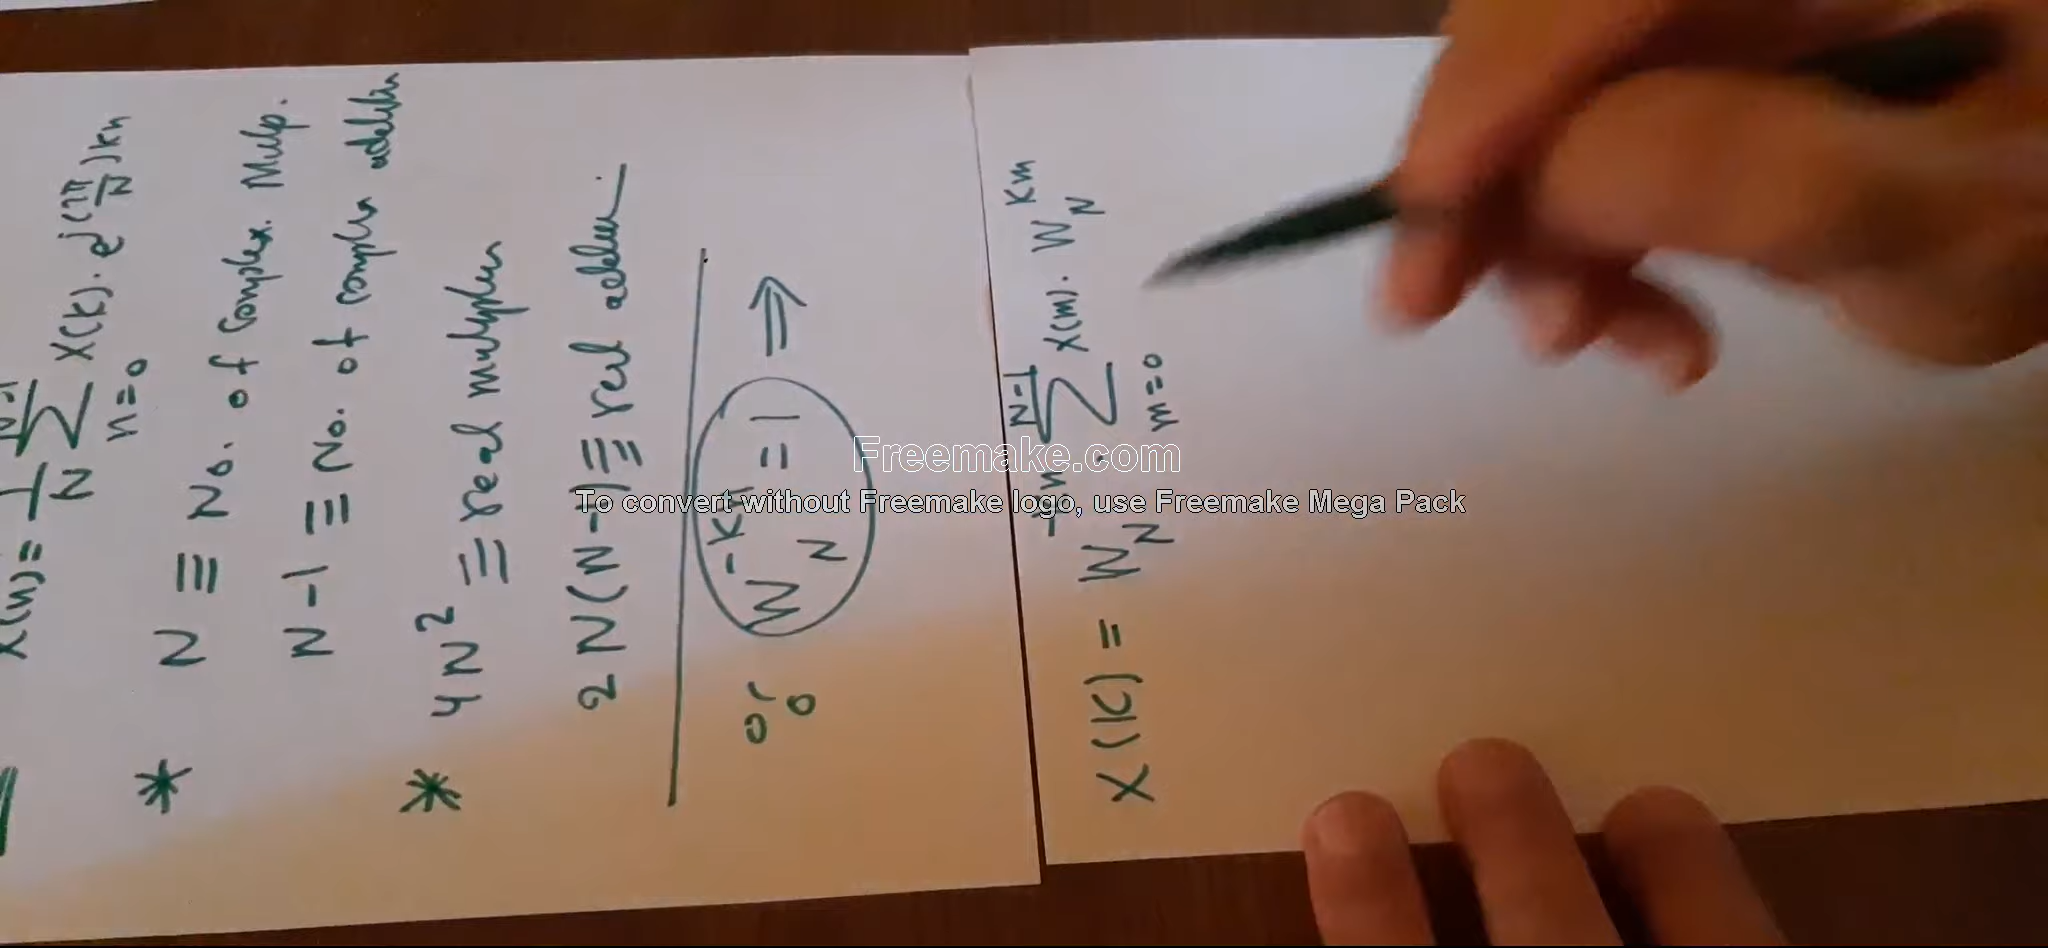 x(n) = 1/N ∑_{n=0}^{N-1} X(k). e^{j(2π/N)kn}
* N ≡ No. of Complex. Mulp.
N-1 ≡ No. of complex addition
* 4N² ≡ real
2N(N-1) ≡ real
or W_N^{-kN} = 1 ⇒
X(k) = W_N^{-kN} . ∑_{m=0}^{N-1} x(m). W_N^{km}
Freemake.com
To convert without Freemake logo, use Freemake Mega Pack